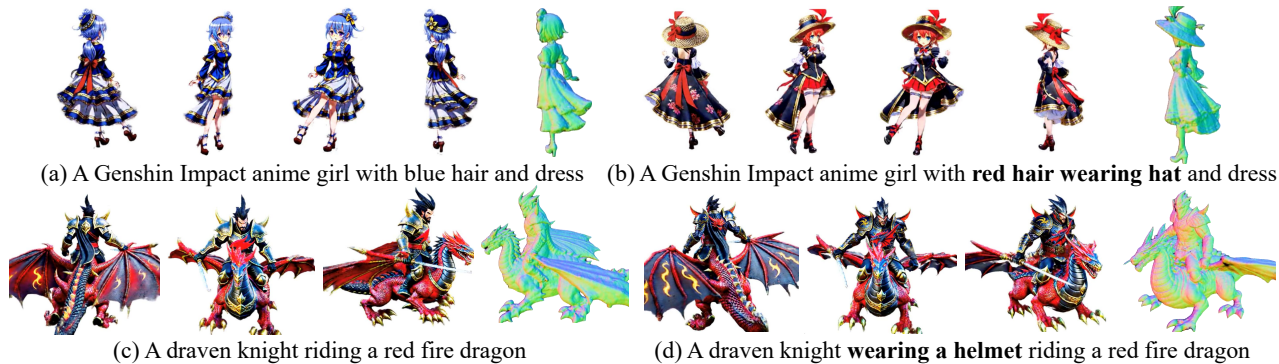 (a) A Genshin Impact anime girl with blue hair and dress
(b) A Genshin Impact anime girl with red hair wearing hat and dress
(c) A draven knight riding a red fire dragon
(d) A draven knight wearing a helmet riding a red fire dragon